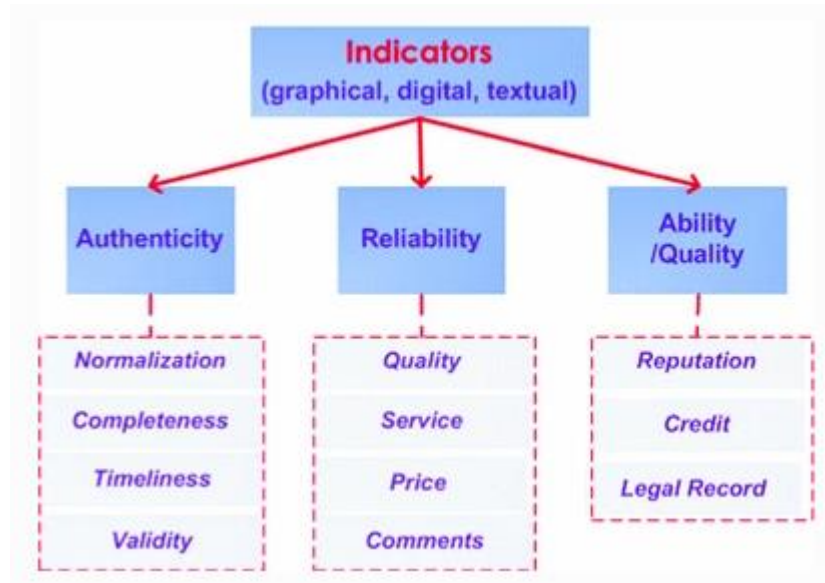 Indicators
(graphical, digital, textual)
Authenticity
Reliability
Ability
/Quality
Normalization
Completeness
Timeliness
Validity
Quality
Service
Price
Comments
Reputation
Credit
Legal Record